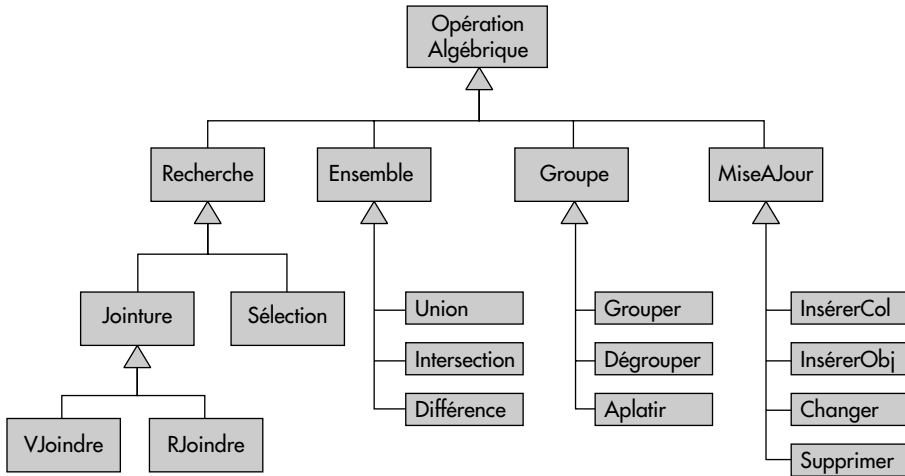 Opération
Algébrique
Recherche
Ensemble
Groupe
MiseAJour
Jointure
Sélection
Union
Grouper
InsérerCol
Intersection
Dégrouper
InsérerObj
Différence
Aplatir
Changer
VJoindre
RJoindre
Supprimer